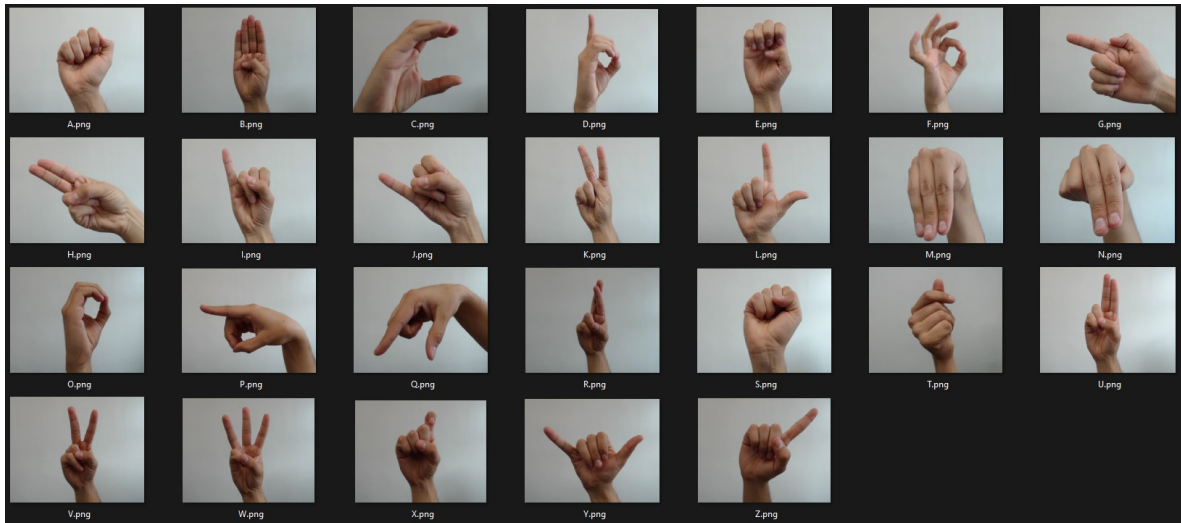 A.png B.png C.png D.png E.png F.png G.png
H.png I.png J.png K.png L.png M.png N.png
O.png P.png Q.png R.png S.png T.png U.png
V.png W.png X.png Y.png Z.png